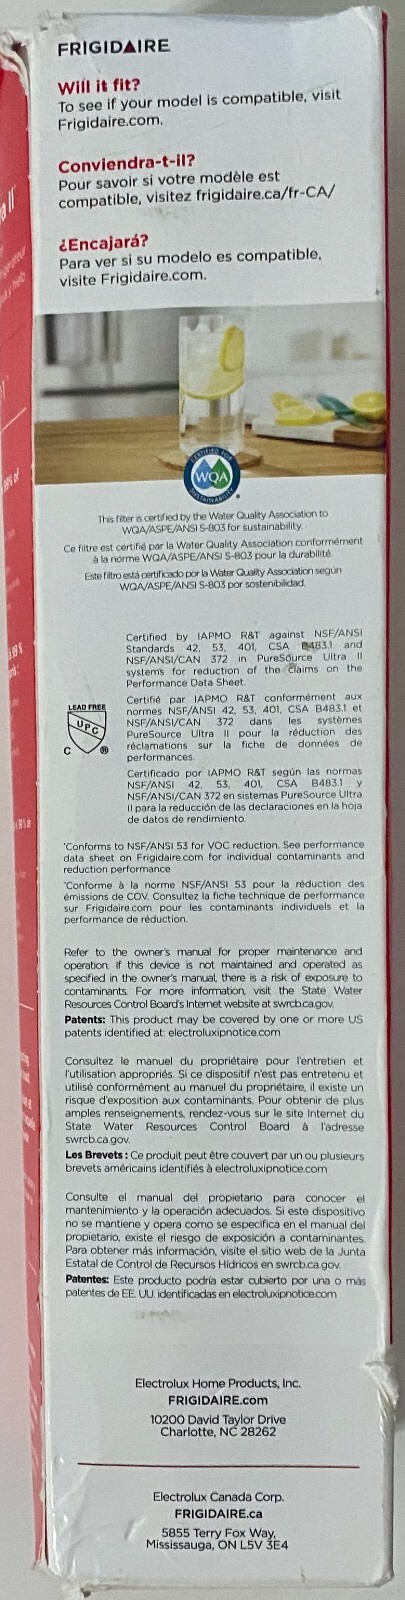 FRIGIDAIRE
Will it fit?
To see if your model is compatible, visit
Frigidaire.com.
Conviendra-t-il?
Pour savoir si votre modèle est
compatible, visitez frigidaire.ca/fr-CA/
¿Encajará?
Para ver si su modelo es compatible,
visite Frigidaire.com.
CERTIFIED FOR
WQA
SUSTAINABILITY
This filter is certified by the Water Quality Association to
WQA/ASPE/ANSI S-803 for sustainability.
Ce filtre est certifié par la Water Quality Association conformément
à la norme WQA/ASPE/ANSI S-803 pour la durabilité.
Este filtro está certificado por la Water Quality Association según
WQA/ASPE/ANSI S-803 por sostenibilidad.
Certified by IAPMO R&T against NSF/ANSI
Standards 42, 53, 401, CSA B483.1 and
NSF/ANSI/CAN 372 in PureSource Ultra II
systems for reduction of the claims on the
Performance Data Sheet.
LEAD FREE
UPC
C ®
Certifié par IAPMO R&T conformément aux
normes NSF/ANSI 42, 53, 401, CSA B483.1 et
NSF/ANSI/CAN 372 dans les systèmes
PureSource Ultra II pour la réduction des
réclamations sur la fiche de données de
performances.
Certificado por IAPMO R&T según las normas
NSF/ANSI 42, 53, 401, CSA B483.1 y
NSF/ANSI/CAN 372 en sistemas PureSource Ultra
II para la reducción de las declaraciones en la hoja
de datos de rendimiento.
*Conforms to NSF/ANSI 53 for VOC reduction. See performance
data sheet on Frigidaire.com for individual contaminants and
reduction performance
*Conforme à la norme NSF/ANSI 53 pour la réduction des
émissions de COV. Consultez la fiche technique de performance
sur Frigidaire.com pour les contaminants individuels et la
performance de réduction.
Refer to the owner's manual for proper maintenance and
operation. If this device is not maintained and operated as
specified in the owner's manual, there is a risk of exposure to
contaminants. For more information, visit the State Water
Resources Control Board's Internet website at swrcb.ca.gov.
Patents: This product may be covered by one or more US
patents identified at: electroluxipnotice.com
Consultez le manuel du propriétaire pour l'entretien et
l'utilisation appropriés. Si ce dispositif n'est pas entretenu et
utilisé conformément au manuel du propriétaire, il existe un
risque d'exposition aux contaminants. Pour obtenir de plus
amples renseignements, rendez-vous sur le site Internet du
State Water Resources Control Board à l'adresse
swrcb.ca.gov.
Les Brevets : Ce produit peut être couvert par un ou plusieurs
brevets américains identifiés à electroluxipnotice.com
Consulte el manual del propietario para conocer el
mantenimiento y la operación adecuados. Si este dispositivo
no se mantiene y opera como se especifica en el manual del
propietario, existe el riesgo de exposición a contaminantes.
Para obtener más información, visite el sitio web de la Junta
Estatal de Control de Recursos Hídricos en swrcb.ca.gov.
Patentes: Este producto podría estar cubierto por una o más
patentes de EE. UU. identificadas en electroluxipnotice.com
Electrolux Home Products, Inc.
FRIGIDAIRE.com
10200 David Taylor Drive
Charlotte, NC 28262
Electrolux Canada Corp.
FRIGIDAIRE.ca
5855 Terry Fox Way,
Mississauga, ON L5V 3E4